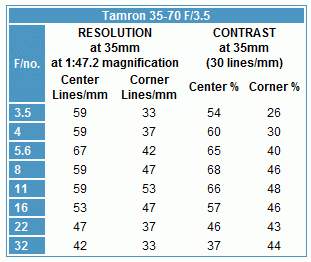 Tamron 35-70 F/3.5
F/no.
RESOLUTION
at 35mm
at 1:47.2 magnification
CONTRAST
at 35mm
(30 lines/mm)
Center Lines/mm
Corner Lines/mm
Center %
Corner %
3.5 59 33 54 26
4 59 37 60 30
5.6 67 42 65 40
8 59 47 68 46
11 59 53 66 48
16 53 47 57 46
22 47 37 46 43
32 42 33 37 44